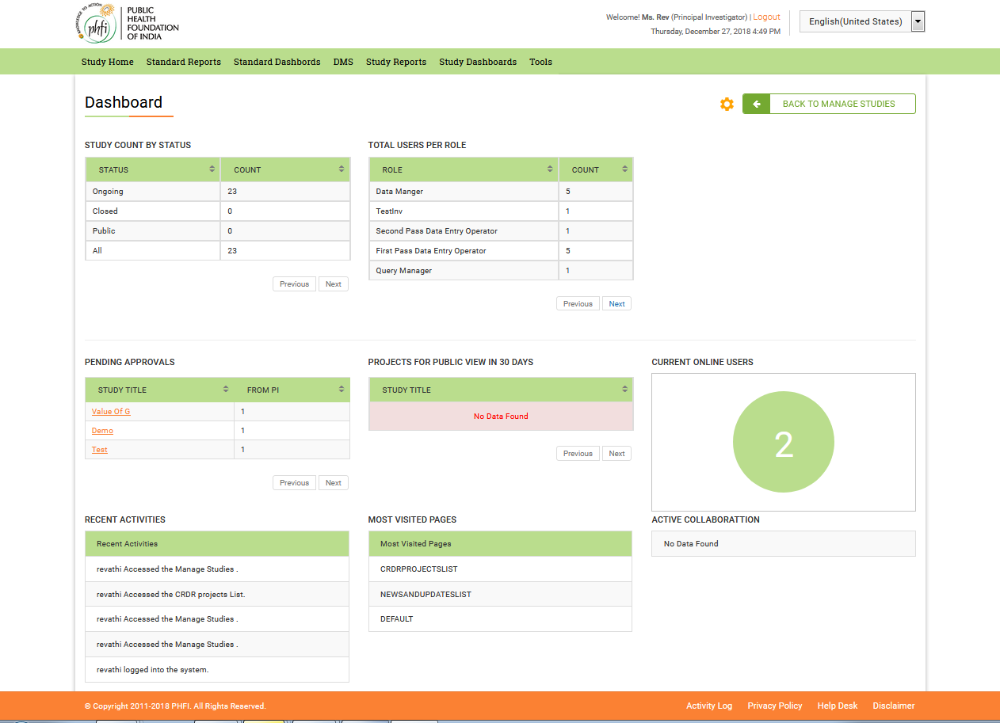 KNOWLEDGE TO ACTION
phfi
PUBLIC
HEALTH
FOUNDATION
OF INDIA
Welcome! Ms. Rev (Principal Investigator) | Logout
Thursday, December 27, 2018 4:49 PM
English(United States)
Study Home Standard Reports Standard Dashbords DMS Study Reports Study Dashboards Tools
Dashboard
BACK TO MANAGE STUDIES
STUDY COUNT BY STATUS
STATUS COUNT
Ongoing 23
Closed 0
Public 0
All 23
Previous Next
TOTAL USERS PER ROLE
ROLE COUNT
Data Manger 5
TestInv 1
Second Pass Data Entry Operator 1
First Pass Data Entry Operator 5
Query Manager 1
Previous Next
PENDING APPROVALS
STUDY TITLE FROM PI
Value Of G 1
Demo 1
Test 1
Previous Next
PROJECTS FOR PUBLIC VIEW IN 30 DAYS
STUDY TITLE
No Data Found
Previous Next
CURRENT ONLINE USERS
2
RECENT ACTIVITIES
Recent Activities
revathi Accessed the Manage Studies .
revathi Accessed the CRDR projects List.
revathi Accessed the Manage Studies .
revathi Accessed the Manage Studies .
revathi logged into the system.
MOST VISITED PAGES
Most Visited Pages
CRDRPROJECTSLIST
NEWSANDUPDATESLIST
DEFAULT
ACTIVE COLLABORATTION
No Data Found
© Copyright 2011-2018 PHFI. All Rights Reserved.
Activity Log Privacy Policy Help Desk Disclaimer